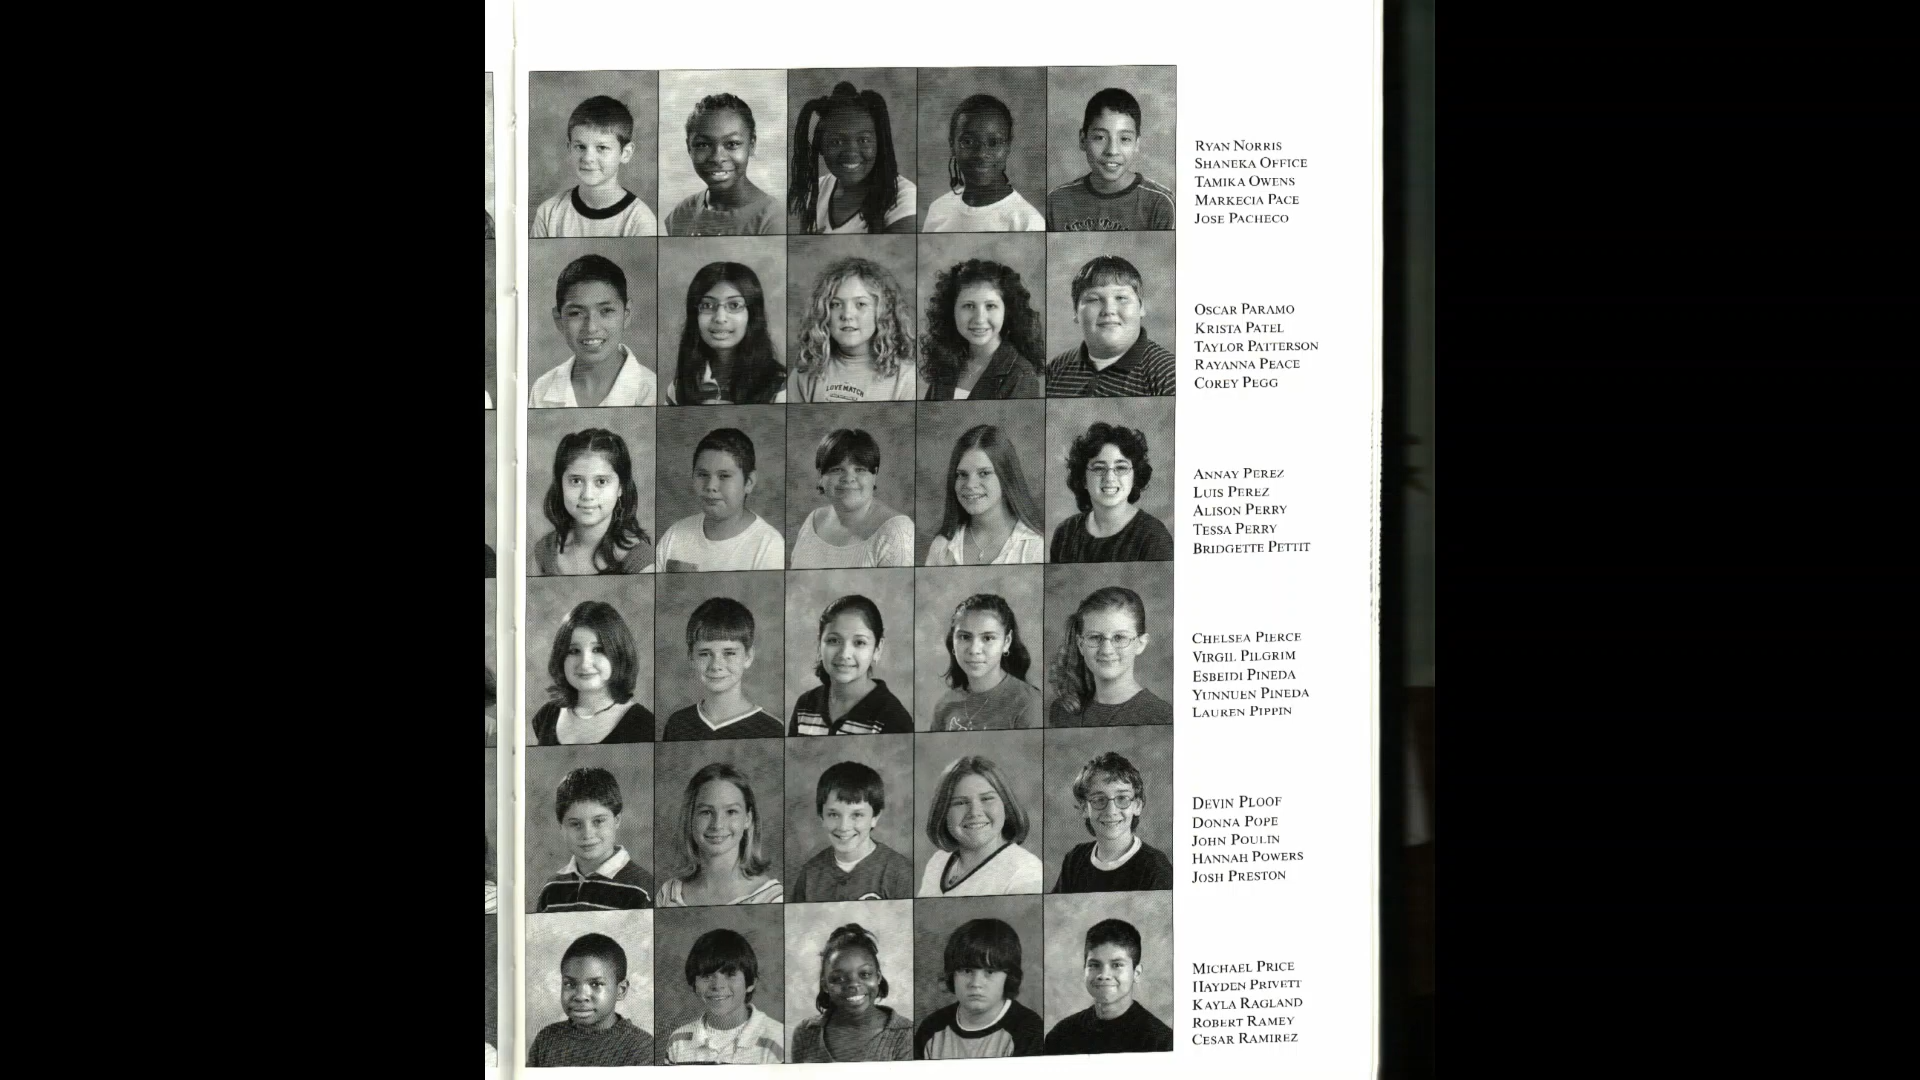 RYAN NORRIS
SHANEKA OFFICE
TAMIKA OWENS
MARKECIA PACE
JOSE PACHECO
OSCAR PARAMO
KRISTA PATEL
TAYLOR PATTERSON
RAYANNA PEACE
COREY PEGG
LOVE MATCH
ANNAY PEREZ
LUIS PEREZ
ALISON PERRY
TESSA PERRY
BRIDGETTE PETTIT
CHELSEA PIERCE
VIRGIL PILGRIM
ESBEIDI PINEDA
YUNNUEN PINEDA
LAUREN PIPPIN
DEVIN PLOOF
DONNA POPE
JOHN POULIN
HANNAH POWERS
JOSH PRESTON
MICHAEL PRICE
HAYDEN PRIVETT
KAYLA RAGLAND
ROBERT RAMEY
CESAR RAMIREZ